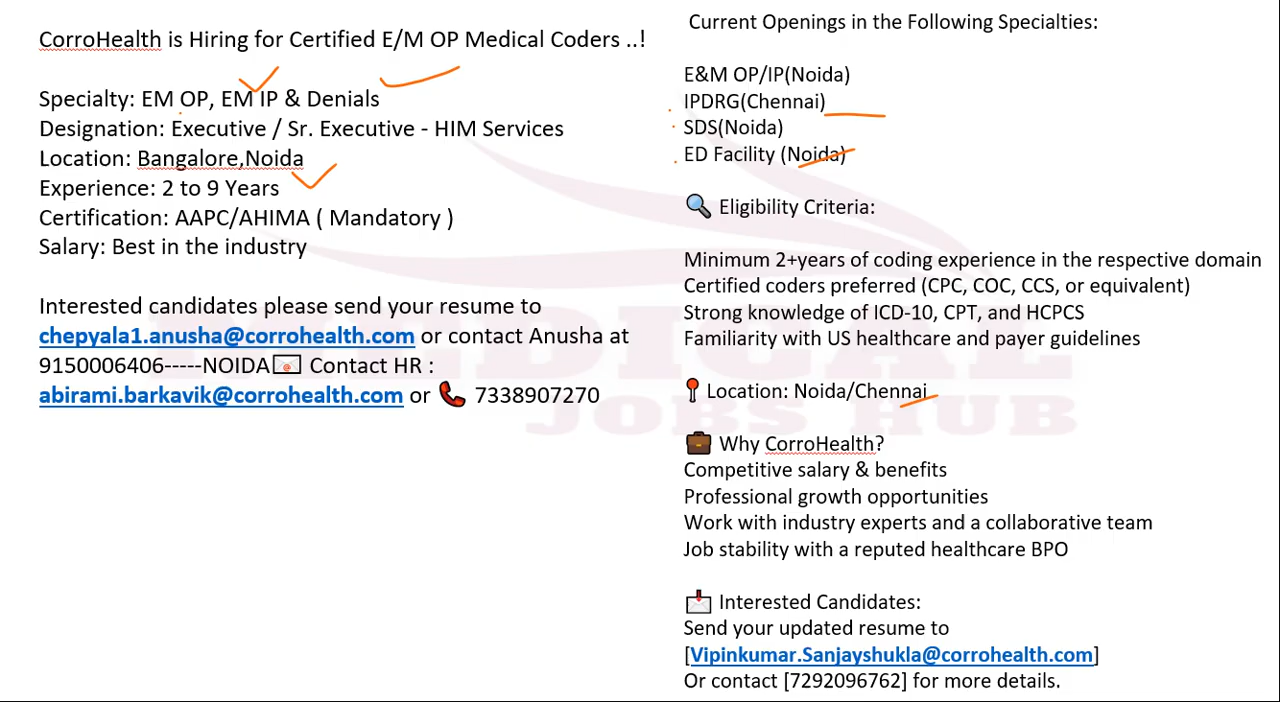 CorroHealth is Hiring for Certified E/M OP Medical Coders ..!
Specialty: EM OP, EM IP & Denials
Designation: Executive / Sr. Executive - HIM Services
Location: Bangalore,Noida
Experience: 2 to 9 Years
Certification: AAPC/AHIMA ( Mandatory )
Salary: Best in the industry
Interested candidates please send your resume to
chepyala1.anusha@corrohealth.com or contact Anusha at
9150006406-----NOIDA📧 Contact HR :
abirami.barkavik@corrohealth.com or 📞 7338907270
Current Openings in the Following Specialties:
E&M OP/IP(Noida)
IPDRG(Chennai)
SDS(Noida)
ED Facility (Noida)
🔍 Eligibility Criteria:
Minimum 2+years of coding experience in the respective domain
Certified coders preferred (CPC, COC, CCS, or equivalent)
Strong knowledge of ICD-10, CPT, and HCPCS
Familiarity with US healthcare and payer guidelines
📍 Location: Noida/Chennai
💼 Why CorroHealth?
Competitive salary & benefits
Professional growth opportunities
Work with industry experts and a collaborative team
Job stability with a reputed healthcare BPO
📩 Interested Candidates:
Send your updated resume to
[Vipinkumar.Sanjayshukla@corrohealth.com]
Or contact [7292096762] for more details.
MEDICAL
JOBS HUB